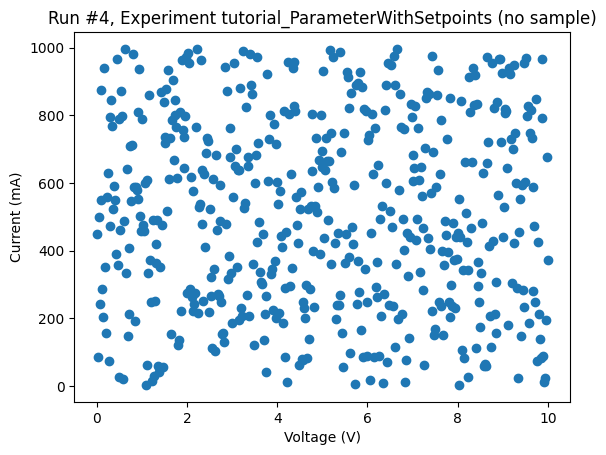 Run #4, Experiment tutorial_ParameterWithSetpoints (no sample)
1000
800
600
400
200
0
Current (mA)
0 2 4 6 8 10
Voltage (V)